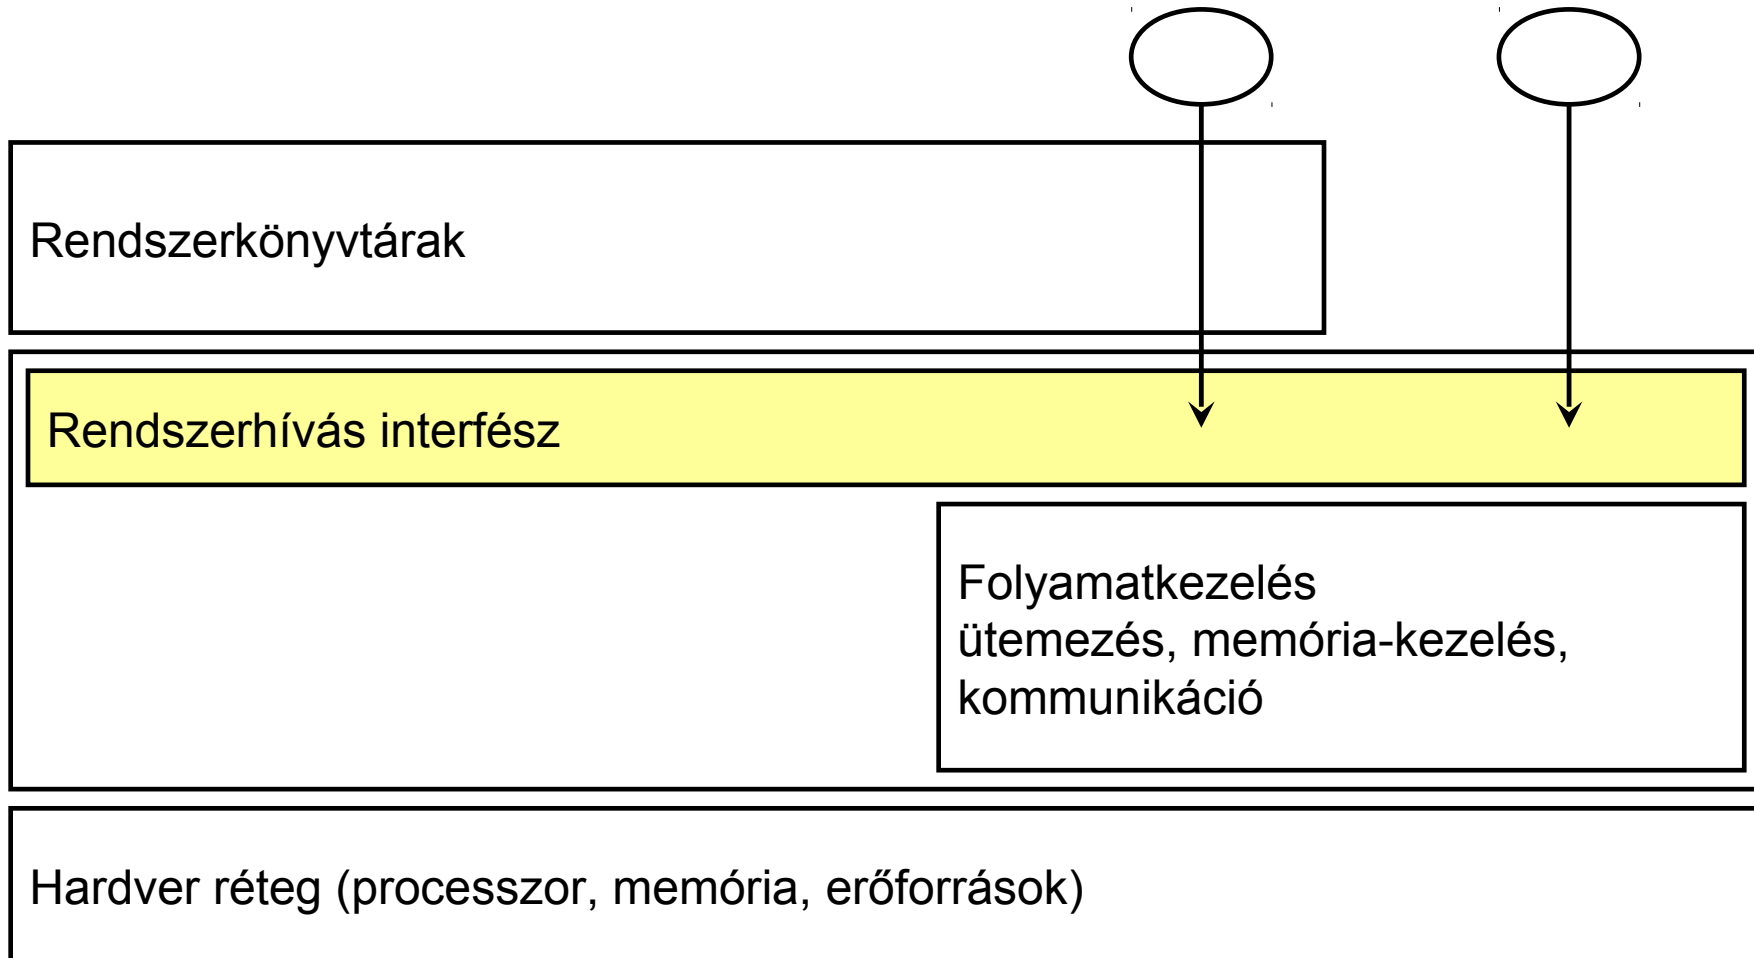 Rendszerkönyvtárak
Rendszerhívás interfész
Folyamatkezelés
ütemezés, memória-kezelés,
kommunikáció
Hardver réteg (processzor, memória, erőforrások)